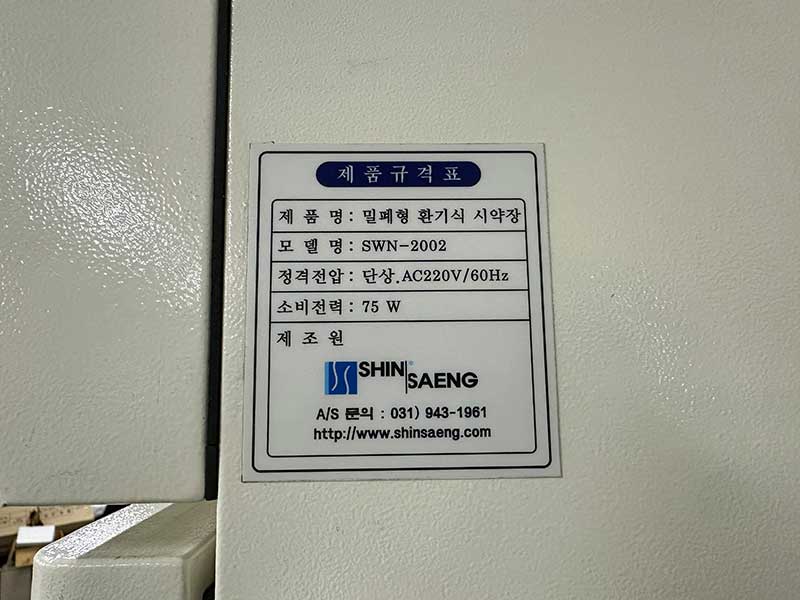 제품규격표
제 품 명 : 밀폐형 환기식 시약장
모 델 명 : SWN-2002
정격전압 : 단상.AC220V/60Hz
소비전력 : 75 W
제 조 원
SHIN SAENG
A/S 문의 : 031) 943-1961
http://www.shinsaeng.com